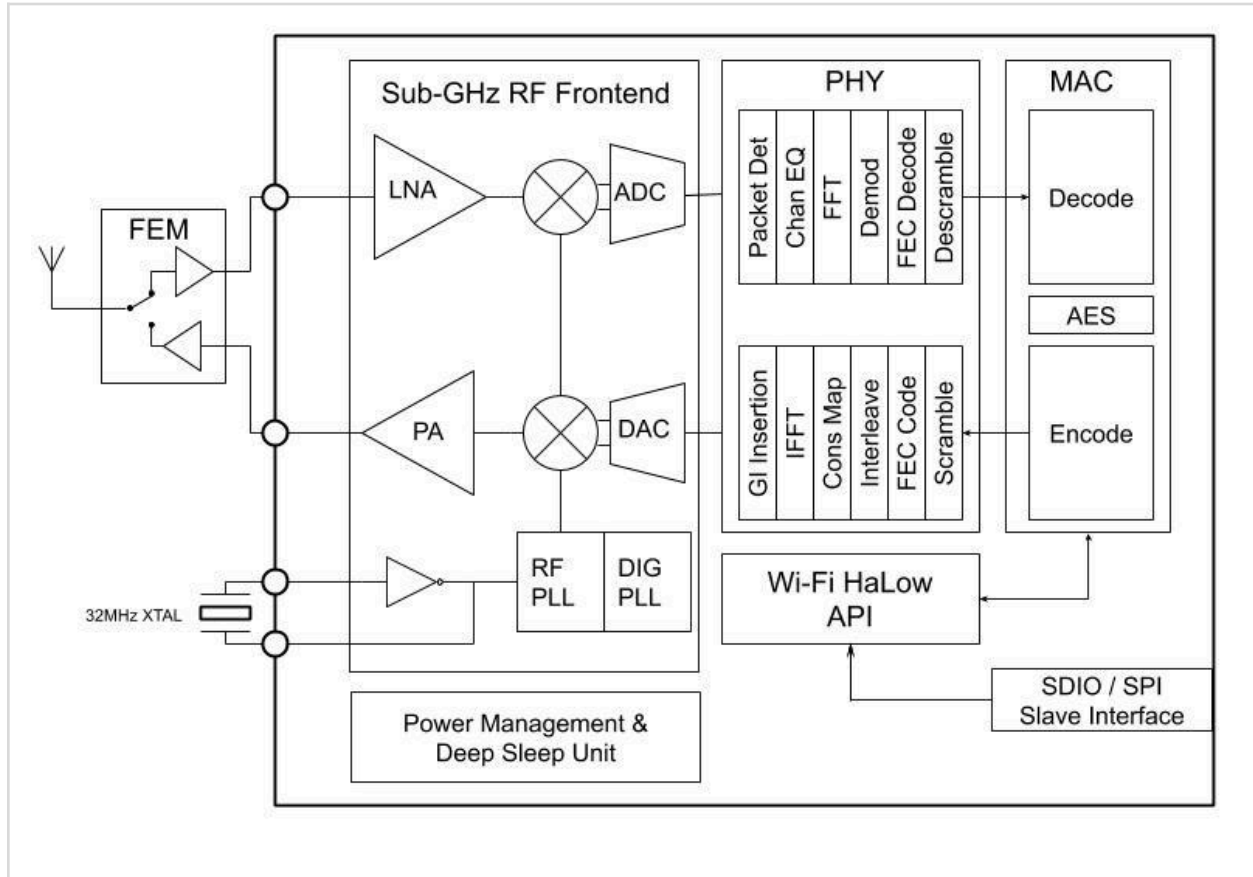 Sub-GHz RF Frontend
PHY
MAC
LNA
ADC
Packet Det
Chan EQ
FFT
Demod
FEC Decode
Descramble
Decode
FEM
AES
PA
DAC
GI Insertion
IFFT
Cons Map
Interleave
FEC Code
Scramble
Encode
RF
PLL
DIG
PLL
Wi-Fi HaLow
API
32MHz XTAL
SDIO / SPI
Slave Interface
Power Management &
Deep Sleep Unit